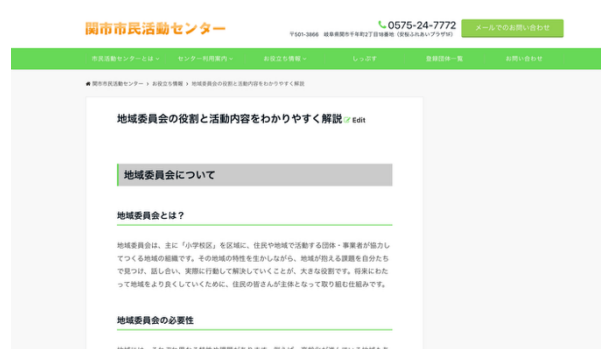 関市市民活動センター
0575-24-7772
〒501-3866 岐阜県関市千年町2丁目18番地 (安桜ふれあいプラザ内)
メールでのお問い合わせ
市民活動センターとは
センター利用案内
お役立ち情報
しっぷす
登録団体一覧
お問い合わせ
関市市民活動センター › お役立ち情報 › 地域委員会の役割と活動内容をわかりやすく解説
地域委員会の役割と活動内容をわかりやすく解説 Edit
地域委員会について
地域委員会とは？
地域委員会は、主に「小学校区」を区域に、住民や地域で活動する団体・事業者が協力し
てつくる地域の組織です。その地域の特性を生かしながら、地域が抱える課題を自分たち
で見つけ、話し合い、実際に行動して解決していくことが、大きな役割です。将来にわた
って地域をより良くしていくために、住民の皆さんが主体となって取り組む仕組みです。
地域委員会の必要性